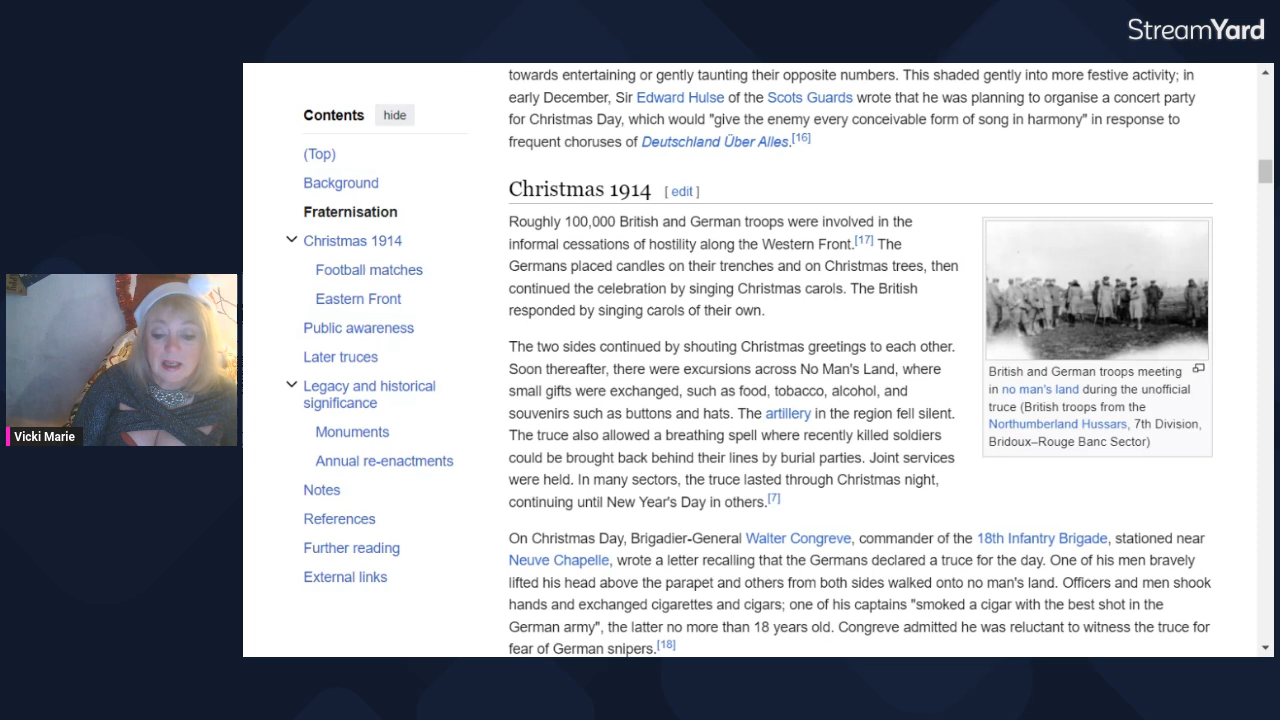 StreamYard
towards entertaining or gently taunting their opposite numbers. This shaded gently into more festive activity; in
early December, Sir Edward Hulse of the Scots Guards wrote that he was planning to organise a concert party
for Christmas Day, which would "give the enemy every conceivable form of song in harmony" in response to
frequent choruses of Deutschland Über Alles.[16]
Contents hide
(Top)
Background
Fraternisation
Christmas 1914
Football matches
Eastern Front
Public awareness
Later truces
Legacy and historical
significance
Monuments
Annual re-enactments
Notes
References
Further reading
External links
Christmas 1914 [ edit ]
Roughly 100,000 British and German troops were involved in the
informal cessations of hostility along the Western Front.[17] The
Germans placed candles on their trenches and on Christmas trees, then
continued the celebration by singing Christmas carols. The British
responded by singing carols of their own.
The two sides continued by shouting Christmas greetings to each other.
Soon thereafter, there were excursions across No Man's Land, where
small gifts were exchanged, such as food, tobacco, alcohol, and
souvenirs such as buttons and hats. The artillery in the region fell silent.
The truce also allowed a breathing spell where recently killed soldiers
could be brought back behind their lines by burial parties. Joint services
were held. In many sectors, the truce lasted through Christmas night,
continuing until New Year's Day in others.[7]
British and German troops meeting
in no man's land during the unofficial
truce (British troops from the
Northumberland Hussars, 7th Division,
Bridoux–Rouge Banc Sector)
On Christmas Day, Brigadier-General Walter Congreve, commander of the 18th Infantry Brigade, stationed near
Neuve Chapelle, wrote a letter recalling that the Germans declared a truce for the day. One of his men bravely
lifted his head above the parapet and others from both sides walked onto no man's land. Officers and men shook
hands and exchanged cigarettes and cigars; one of his captains "smoked a cigar with the best shot in the
German army", the latter no more than 18 years old. Congreve admitted he was reluctant to witness the truce for
fear of German snipers.[18]
Vicki Marie